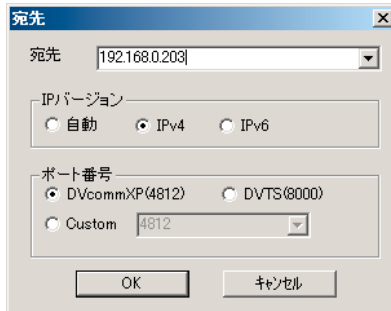 宛先
宛先 192.168.0.203
IPバージョン
自動 IPv4 IPv6
ポート番号
DVcommXP(4812) DVTS(8000)
Custom 4812
OK キャンセル